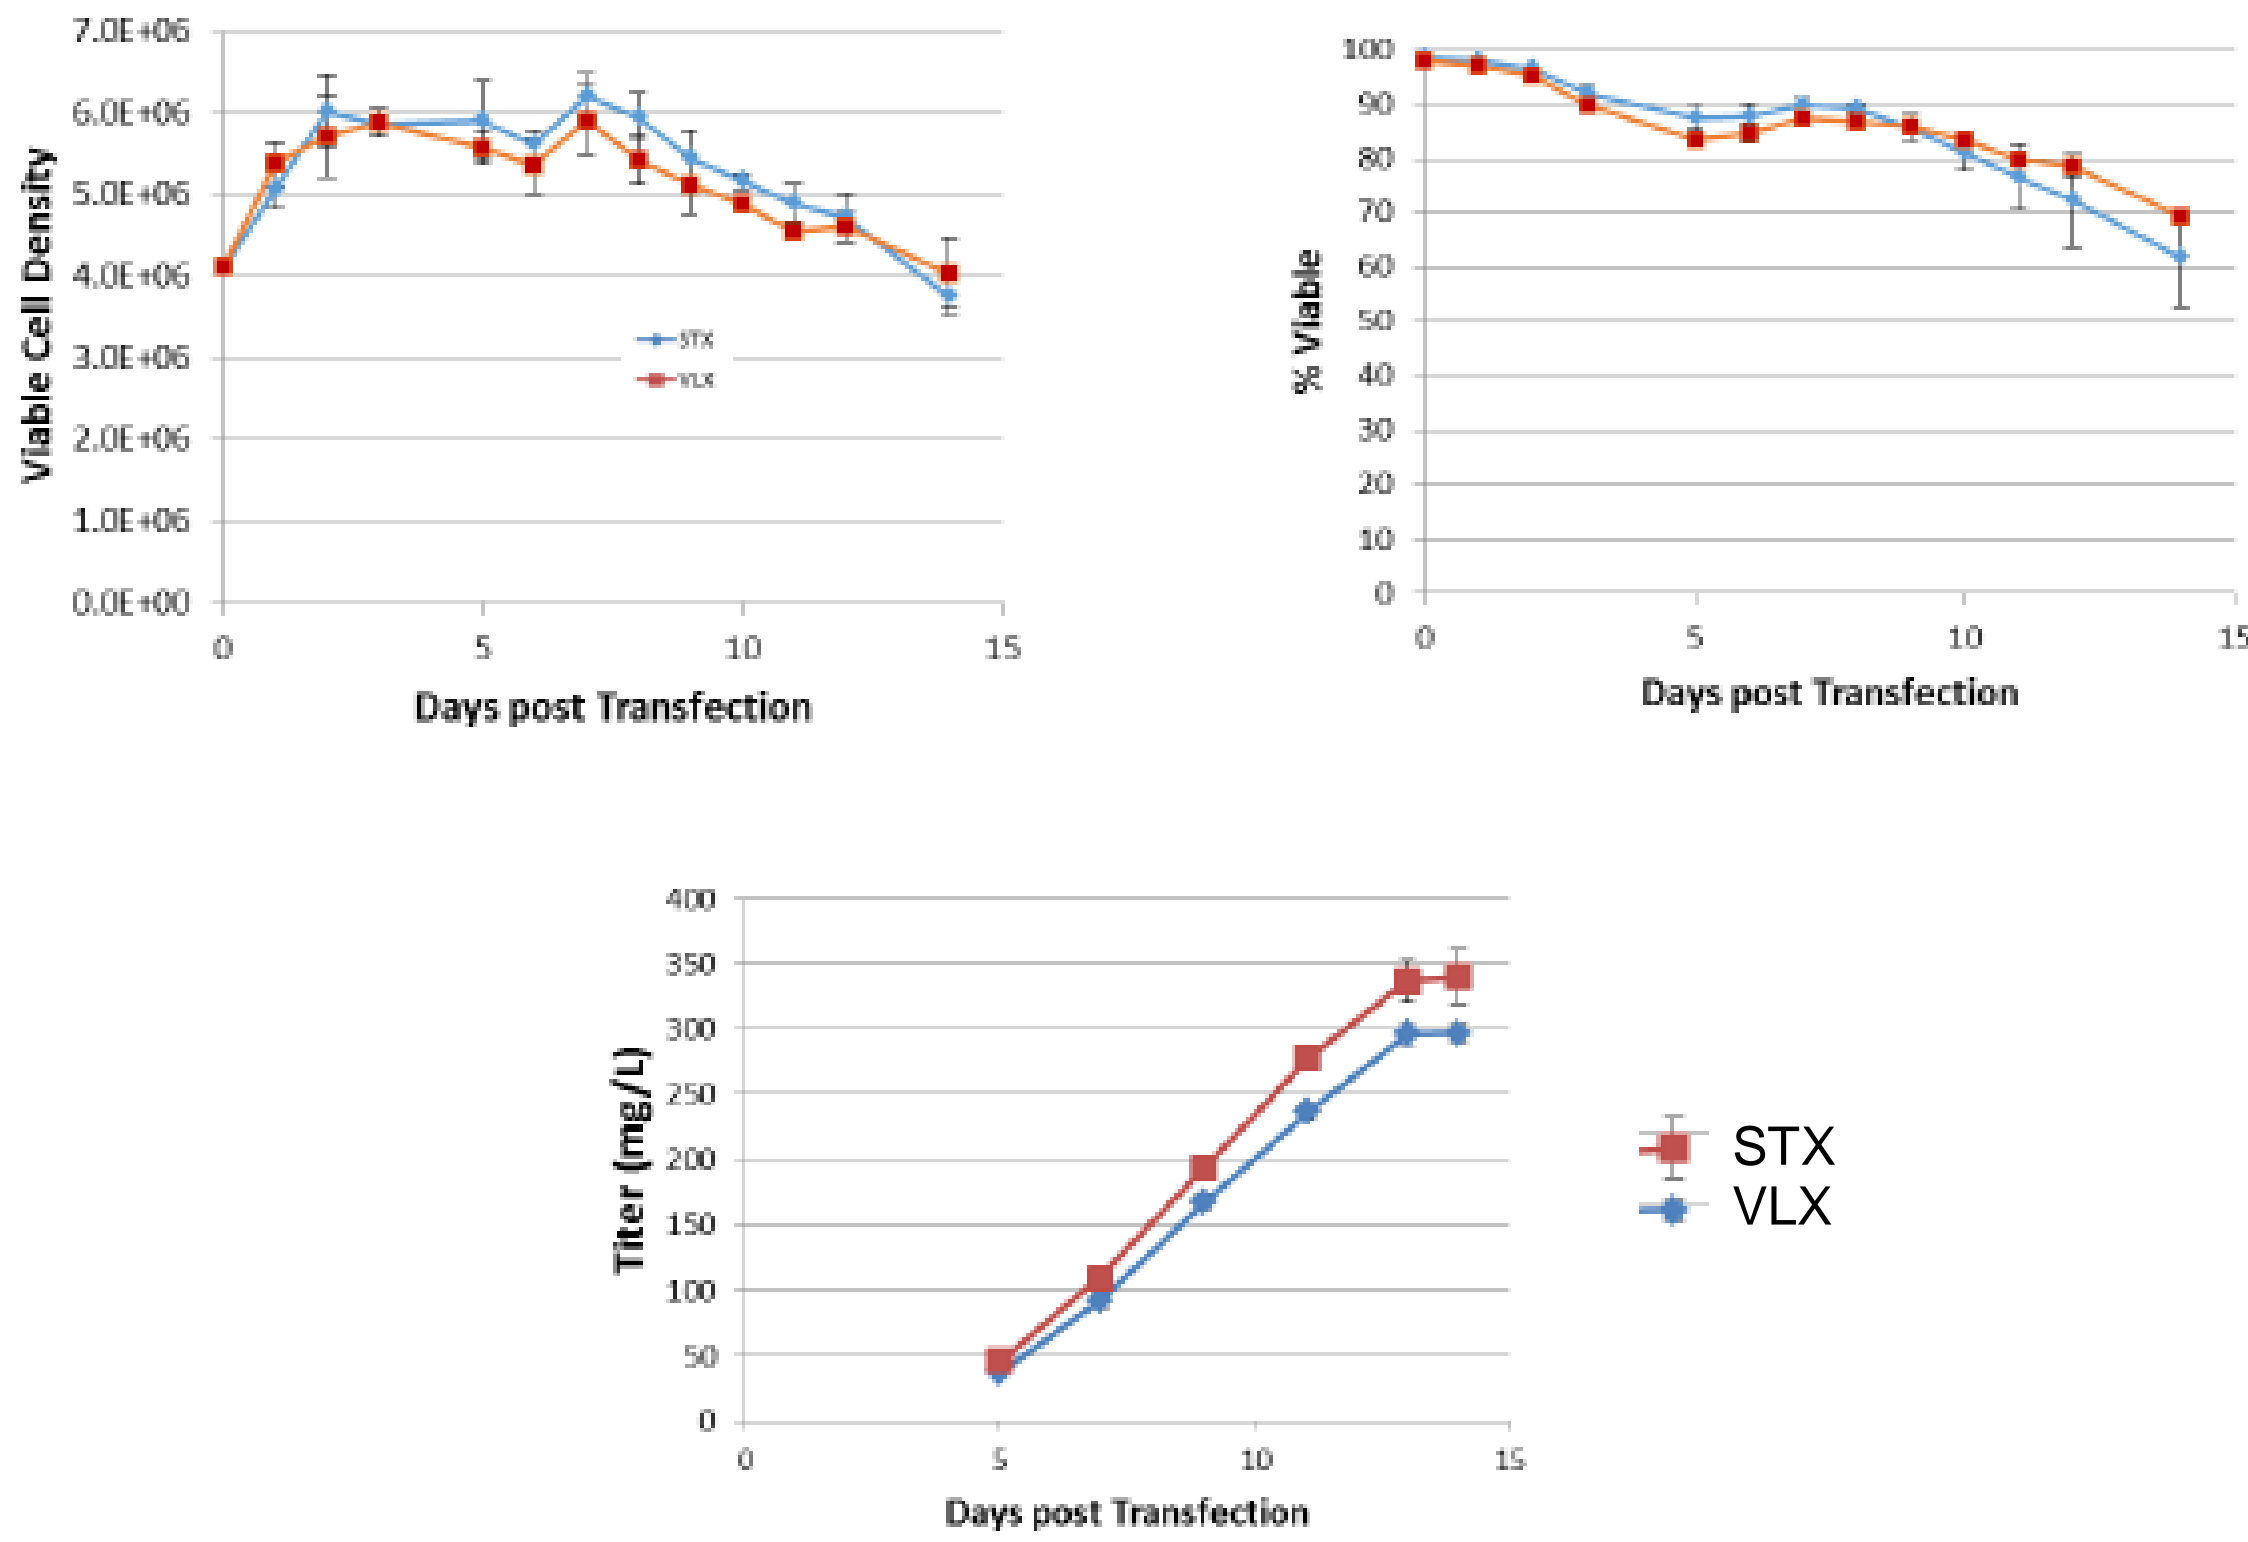 7.0E+06
6.0E+06
5.0E+06
4.0E+06
3.0E+06
2.0E+06
1.0E+06
0.0E+00
Viable Cell Density
STX
VLX
0 5 10 15
Days post Transfection
100
90
80
70
60
50
40
30
20
10
0
% Viable
0 5 10 15
Days post Transfection
400
350
300
250
200
150
100
50
0
Titer (mg/L)
0 5 10 15
Days post Transfection
STX
VLX